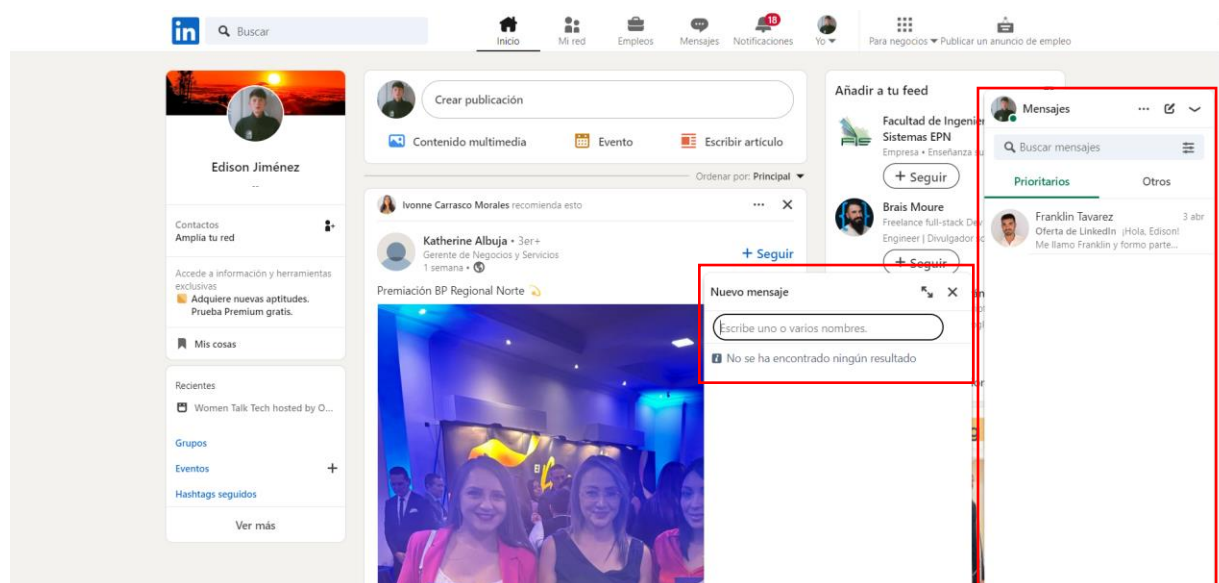 in
Buscar
Inicio
Mi red
Empleos
Mensajes
18
Notificaciones
Yo
Para negocios
Publicar un anuncio de empleo
Edison Jiménez
--
Contactos
Amplía tu red
Accede a información y herramientas
exclusivas
Adquiere nuevas aptitudes.
Prueba Premium gratis.
Mis cosas
Recientes
Women Talk Tech hosted by O...
Grupos
Eventos
Hashtags seguidos
Ver más
Crear publicación
Contenido multimedia
Evento
Escribir artículo
Ordenar por: Principal
Ivonne Carrasco Morales recomienda esto
Katherine Albuja • 3er+
Gerente de Negocios y Servicios
1 semana •
+ Seguir
Premiación BP Regional Norte
Añadir a tu feed
Facultad de Ingenier
Sistemas EPN
Empresa • Enseñanza su
+ Seguir
Brais Moure
Freelance full-stack Dev
Engineer | Divulgador
+ Seguir
Nuevo mensaje
Escribe uno o varios nombres.
No se ha encontrado ningún resultado
Mensajes
Buscar mensajes
Prioritarios
Otros
Franklin Tavarez
3 abr
Oferta de LinkedIn ¡Hola, Edison!
Me llamo Franklin y formo parte...